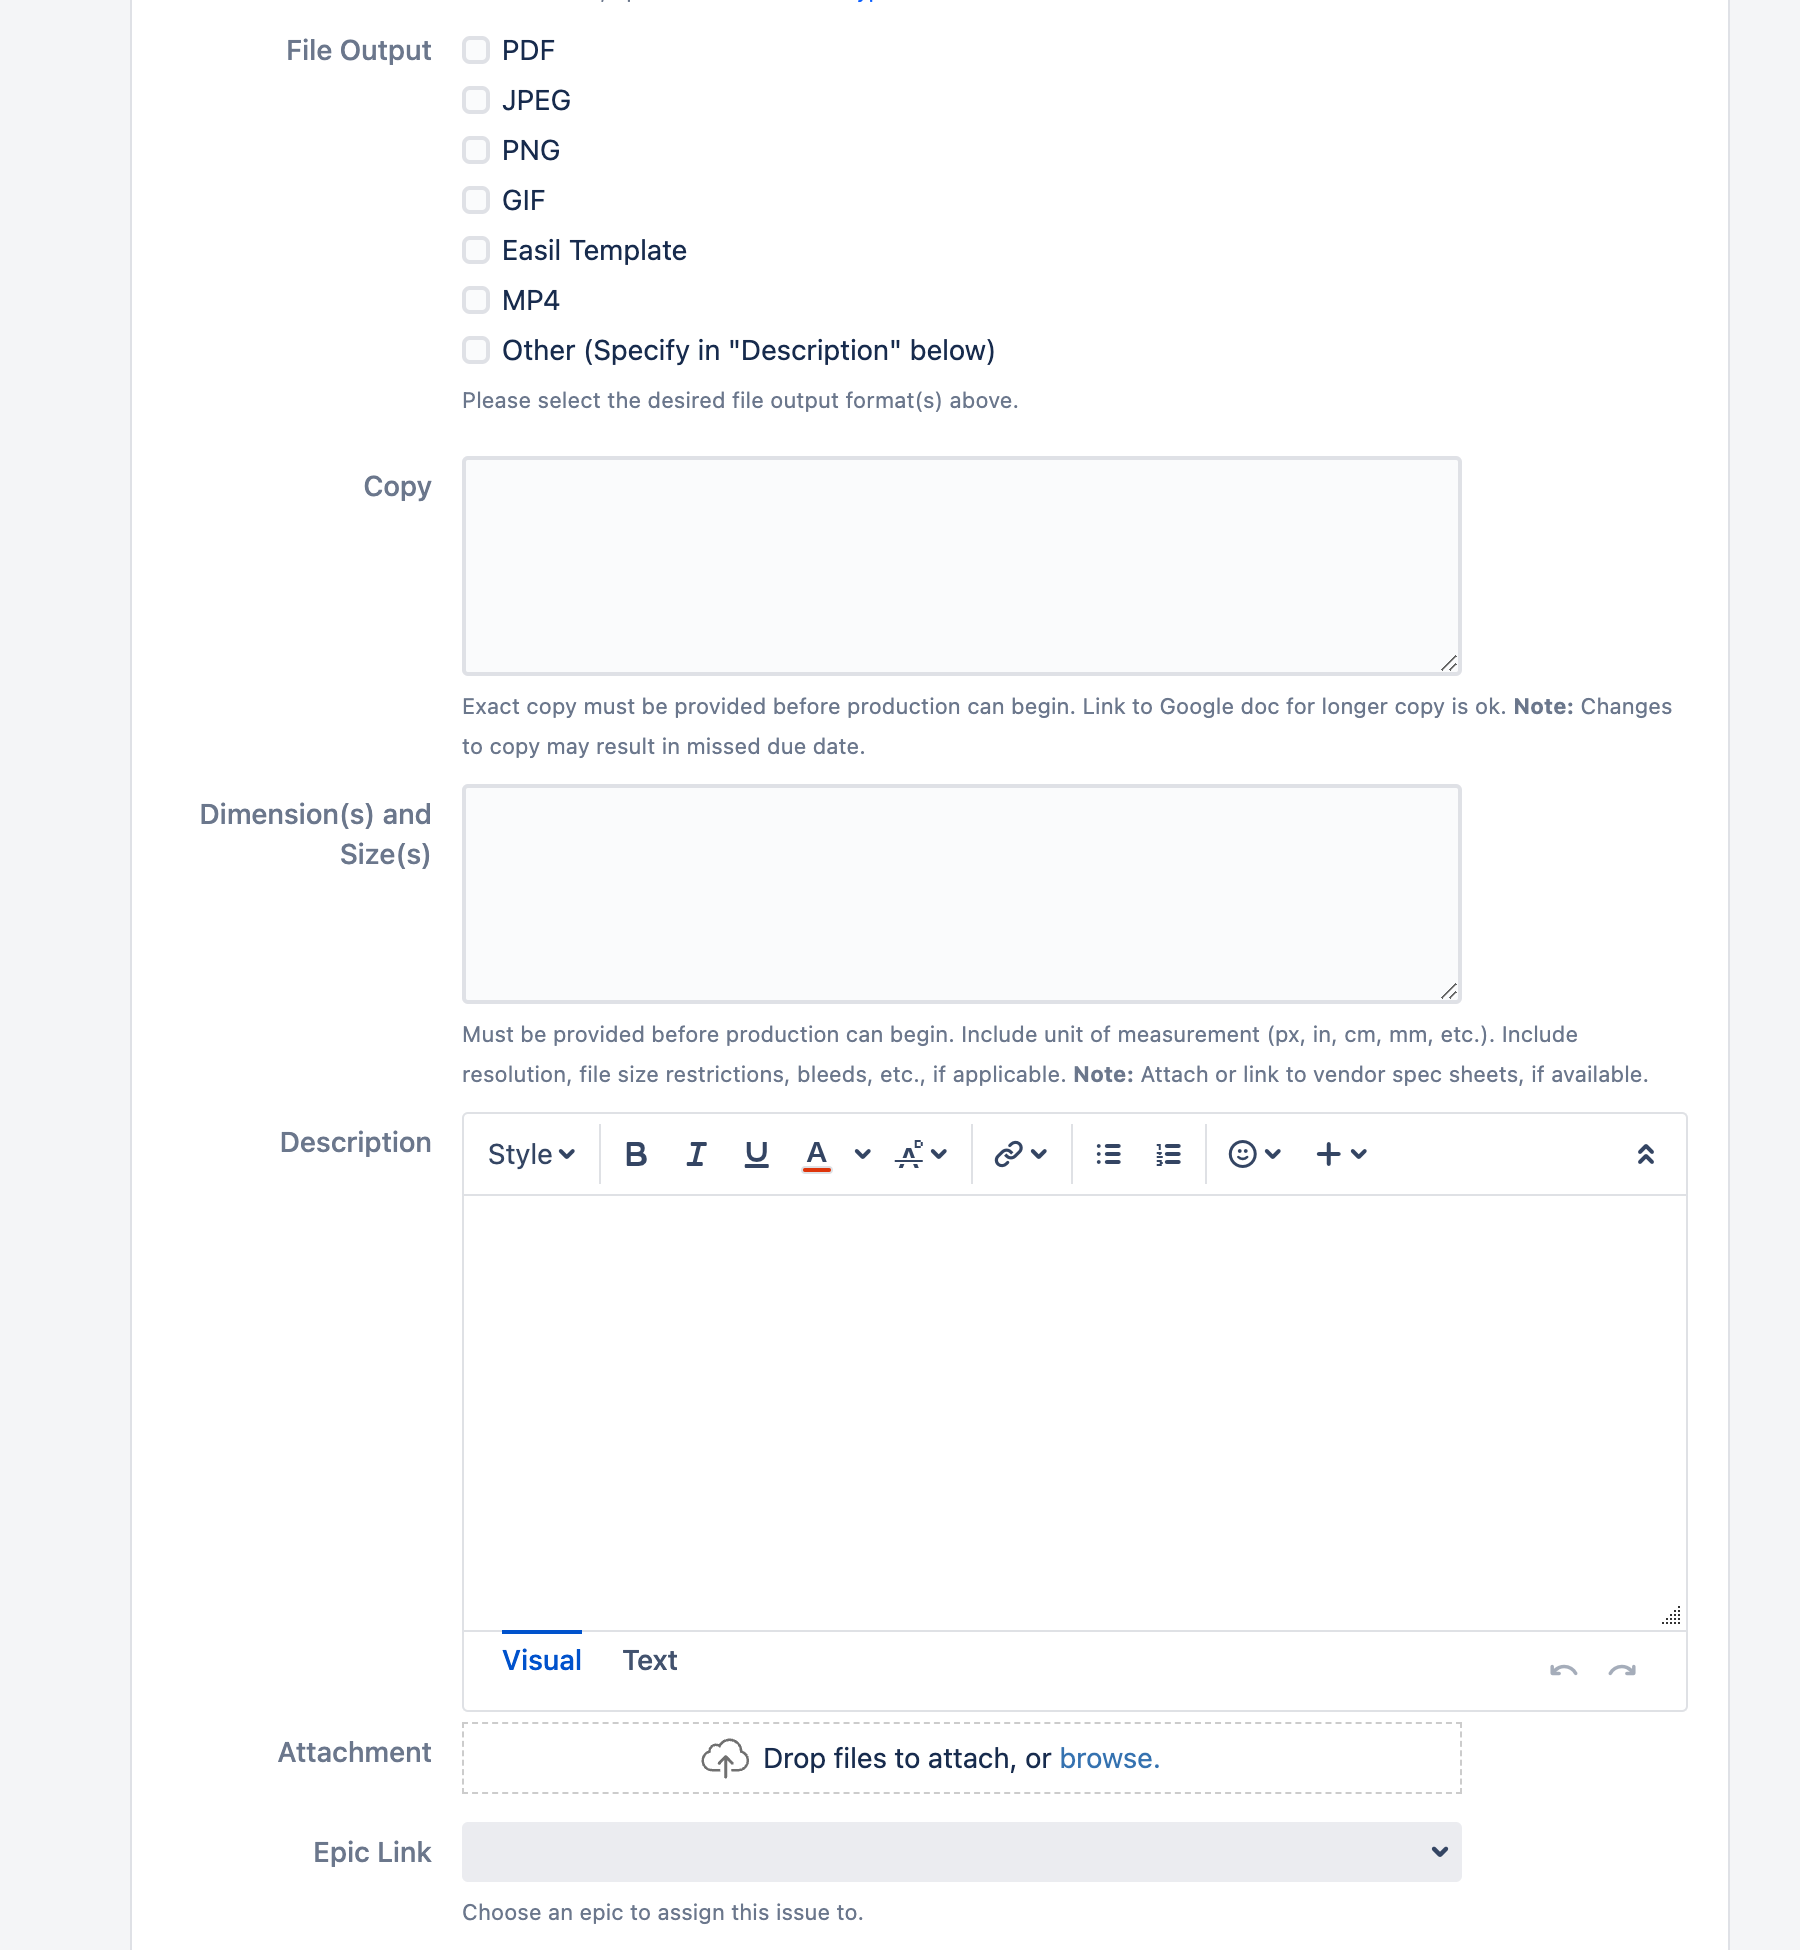 File Output
PDF
JPEG
PNG
GIF
Easil Template
MP4
Other (Specify in "Description" below)
Please select the desired file output format(s) above.
Copy
Exact copy must be provided before production can begin. Link to Google doc for longer copy is ok. Note: Changes
to copy may result in missed due date.
Dimension(s) and
Size(s)
Must be provided before production can begin. Include unit of measurement (px, in, cm, mm, etc.). Include
resolution, file size restrictions, bleeds, etc., if applicable. Note: Attach or link to vendor spec sheets, if available.
Description
Style B I U A
Visual Text
Attachment
Drop files to attach, or browse.
Epic Link
Choose an epic to assign this issue to.